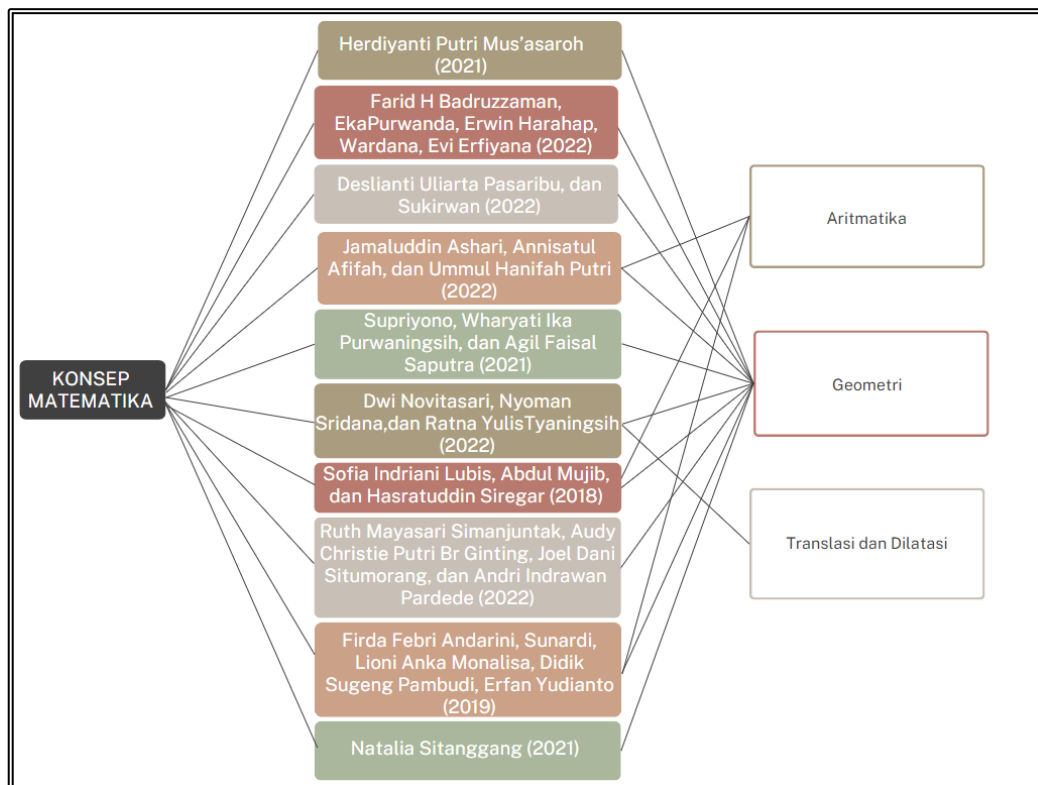 Herdiyanti Putri Mus'asaroh
(2021)
Farid H Badruzzaman,
EkaPurwanda, Erwin Harahap,
Wardana, Evi Erfiyana (2022)
Deslianti Uliarta Pasaribu, dan
Sukirwan (2022)
Jamaluddin Ashari, Annisatul
Afifah, dan Ummul Hanifah Putri
(2022)
Supriyono, Wharyati Ika
Purwaningsih, dan Agil Faisal
Saputra (2021)
Dwi Novitasari, Nyoman
Sridana,dan Ratna YulisTyaningsih
(2022)
Sofia Indriani Lubis, Abdul Mujib,
dan Hasratuddin Siregar (2018)
Ruth Mayasari Simanjuntak, Audy
Christie Putri Br Ginting, Joel Dani
Situmorang, dan Andri Indrawan
Pardede (2022)
Firda Febri Andarini, Sunardi,
Lioni Anka Monalisa, Didik
Sugeng Pambudi, Erfan Yudianto
(2019)
Natalia Sitanggang (2021)
KONSEP
MATEMATIKA
Aritmatika
Geometri
Translasi dan Dilatasi